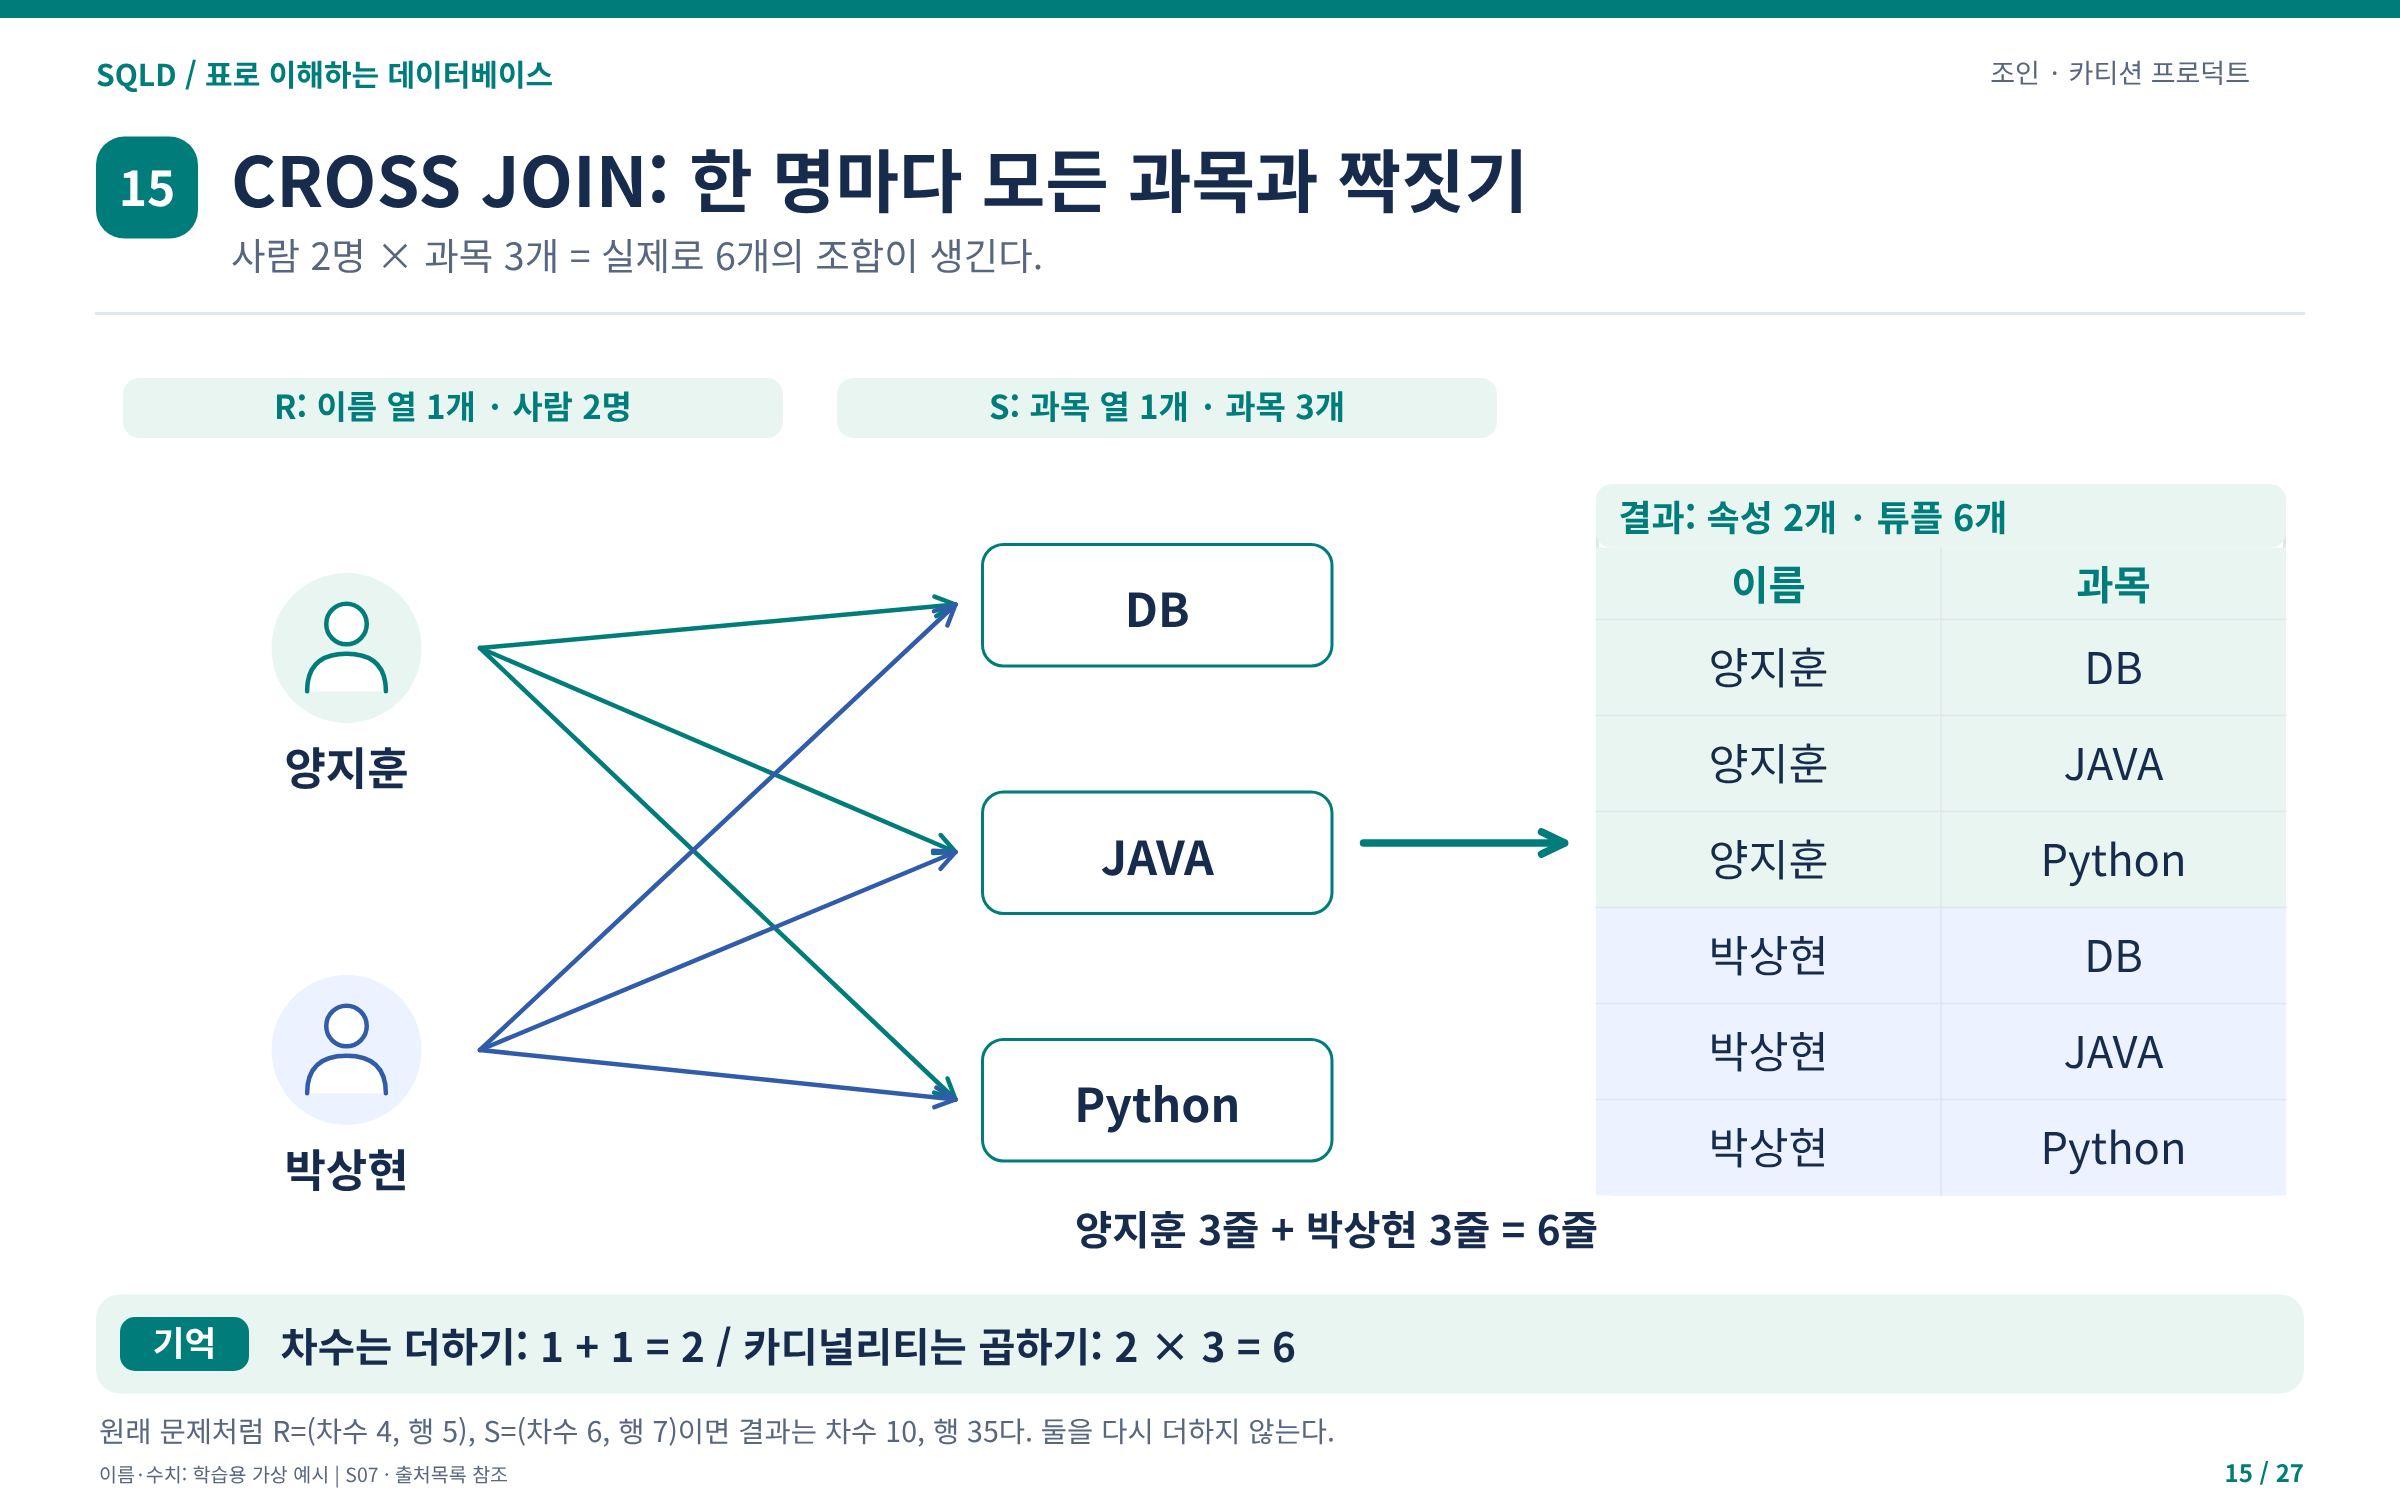 SQLD / 표로 이해하는 데이터베이스
조인 · 카티션 프로덕트
15
CROSS JOIN: 한 명마다 모든 과목과 짝짓기
사람 2명 × 과목 3개 = 실제로 6개의 조합이 생긴다.
R: 이름 열 1개 · 사람 2명
S: 과목 열 1개 · 과목 3개
양지훈
박상현
DB
JAVA
Python
결과: 속성 2개 · 튜플 6개
이름 과목
양지훈 DB
양지훈 JAVA
양지훈 Python
박상현 DB
박상현 JAVA
박상현 Python
양지훈 3줄 + 박상현 3줄 = 6줄
기억 차수는 더하기: 1 + 1 = 2 / 카디널리티는 곱하기: 2 × 3 = 6
원래 문제처럼 R=(차수 4, 행 5), S=(차수 6, 행 7)이면 결과는 차수 10, 행 35다. 둘을 다시 더하지 않는다.
이름·수치: 학습용 가상 예시 | S07 · 출처목록 참조
15 / 27